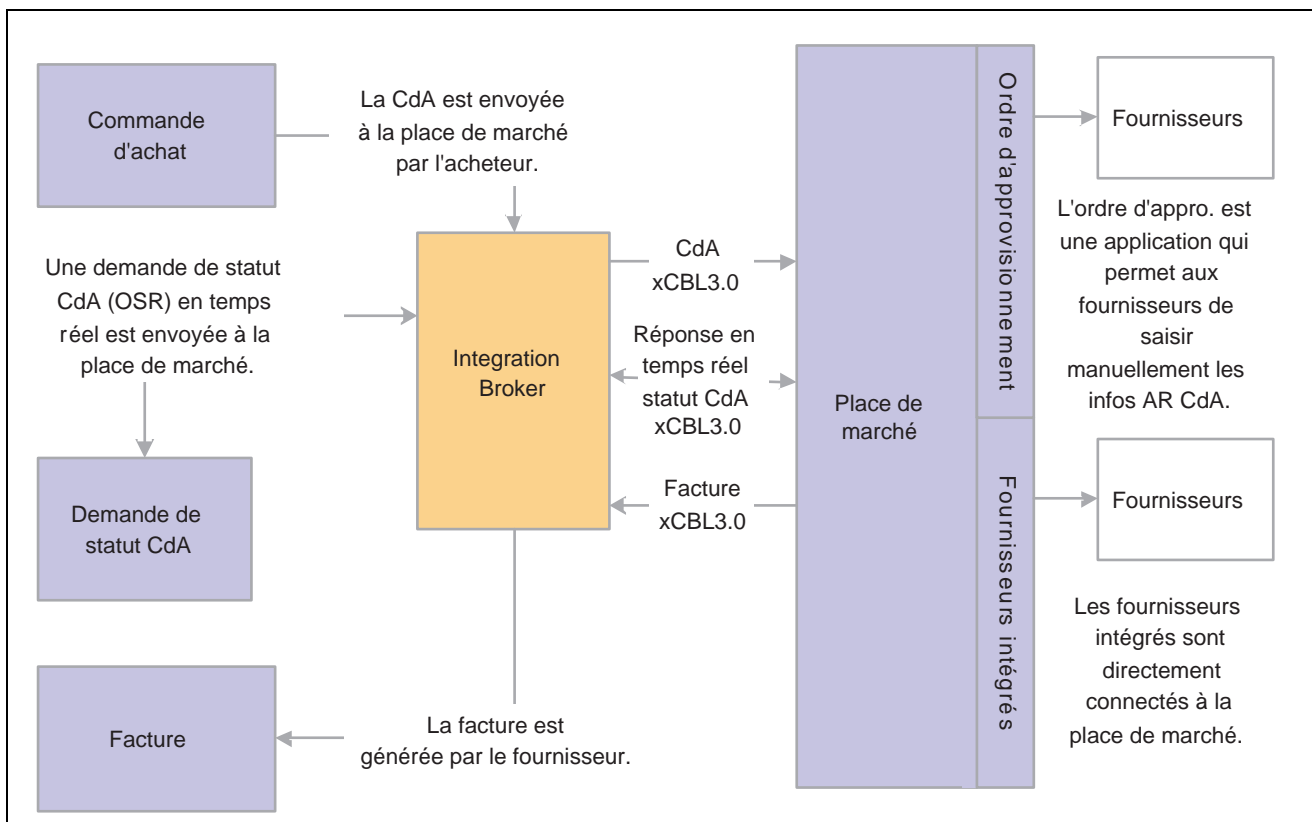 Commande
d'achat
La CdA est envoyée
à la place de marché
par l'acheteur.
Une demande de statut
CdA (OSR) en temps
réel est envoyée à la
place de marché.
Demande de
statut CdA
Facture
La facture est
générée par le fournisseur.
Integration
Broker
CdA
xCBL3.0
Réponse en
temps réel
statut CdA
xCBL3.0
Facture
xCBL3.0
Place de
marché
Ordre d'approvisionnement
Fournisseurs intégrés
Fournisseurs
L'ordre d'appro. est
une application qui
permet aux
fournisseurs de
saisir
manuellement les
infos AR CdA.
Fournisseurs
Les fournisseurs
intégrés sont
directement
connectés à la
place de marché.